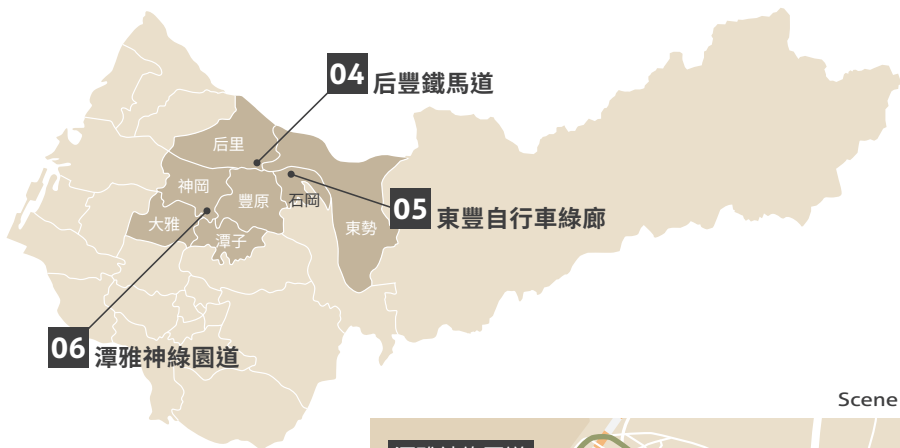 04 后豐鐵馬道
后里
神岡
豐原
石岡
大雅
潭子
東勢
05 東豐自行車綠廊
06 潭雅神綠園道
Scene